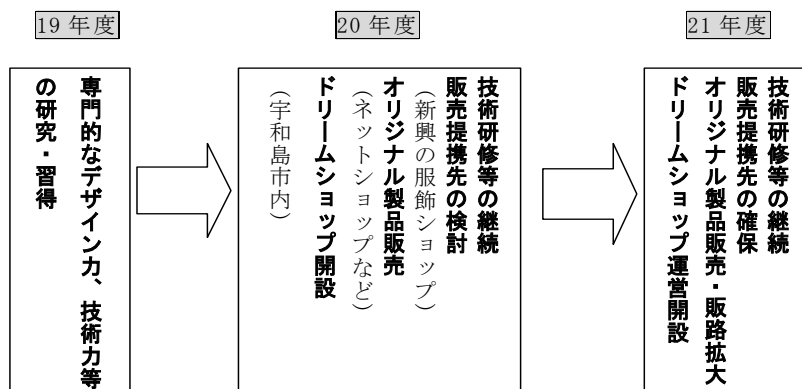 19年度
専門的なデザイン力、技術力等
の研究・習得
20年度
技術研修等の継続
販売提携先の検討
(新興の服飾ショップ)
オリジナル製品販売
(ネットショップなど)
ドリームショップ開設
(宇和島市内)
21年度
技術研修等の継続
販売提携先の確保
オリジナル製品販売・販路拡大
ドリームショップ運営開設